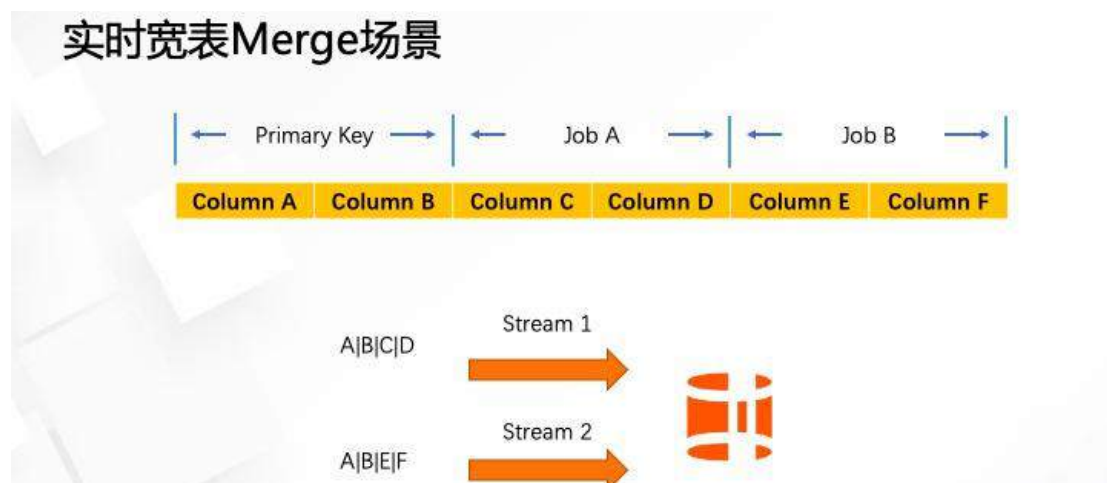 实时宽表Merge场景
Primary Key Job A Job B
Column A Column B Column C Column D Column E Column F
Stream 1
A|B|C|D
Stream 2
A|B|E|F